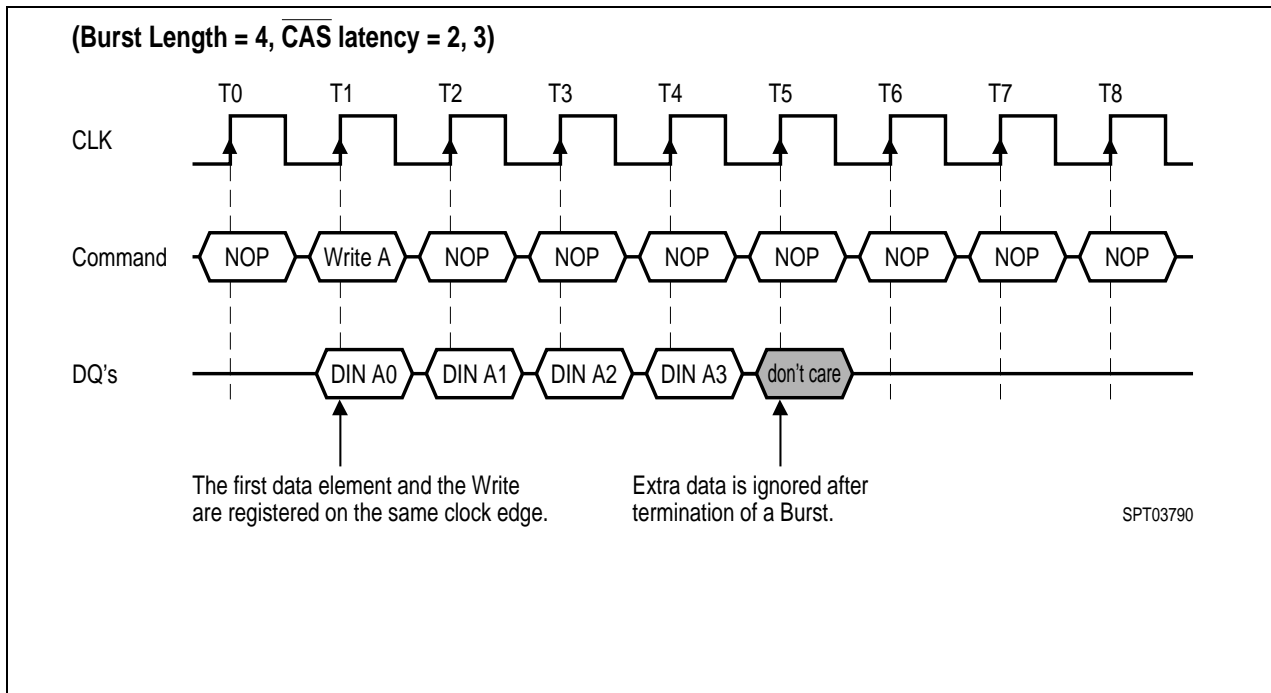 (Burst Length = 4, CAS latency = 2, 3)
T0 T1 T2 T3 T4 T5 T6 T7 T8
CLK
Command NOP Write A NOP NOP NOP NOP NOP NOP NOP
DQ's DIN A0 DIN A1 DIN A2 DIN A3 don't care
The first data element and the Write
are registered on the same clock edge.
Extra data is ignored after
termination of a Burst.
SPT03790